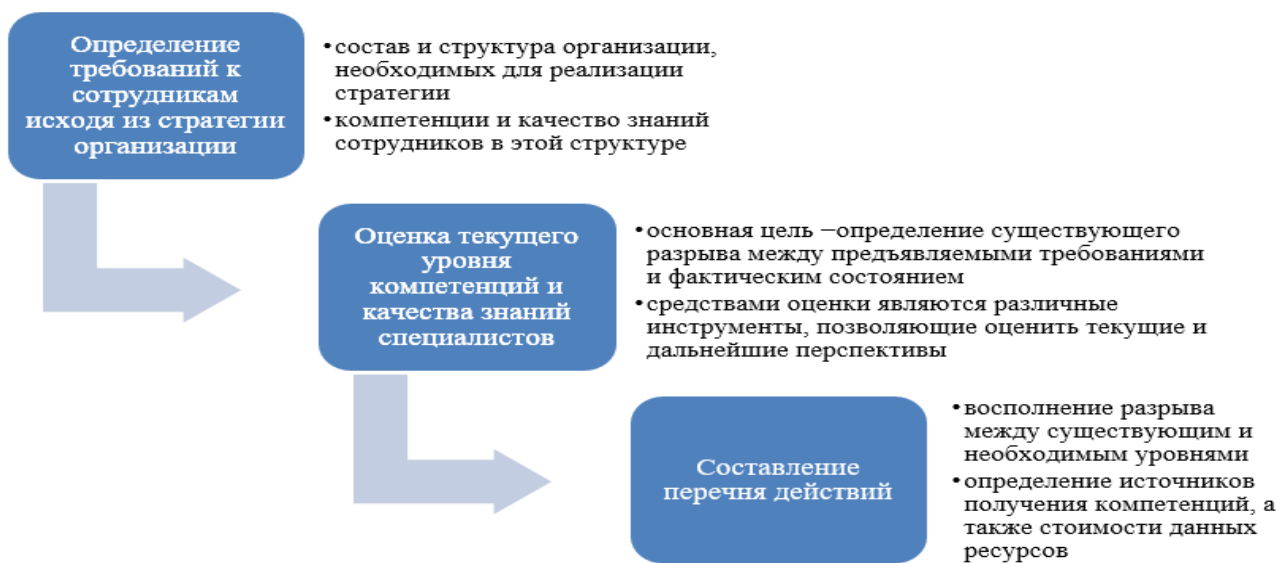 Определение
требований к
сотрудникам
исходя из стратегии
организации
•состав и структура организации,
необходимых для реализации
стратегии
•компетенции и качество знаний
сотрудников в этой структуре
Оценка текущего
уровня
компетенций и
качества знаний
специалистов
•основная цель –определение существующего
разрыва между предъявляемыми требованиями
и фактическим состоянием
•средствами оценки являются различные
инструменты, позволяющие оценить текущие и
дальнейшие перспективы
Составление
перечня действий
•восполнение разрыва
между существующим и
необходимым уровнями
•определение источников
получения компетенций, а
также стоимости данных
ресурсов